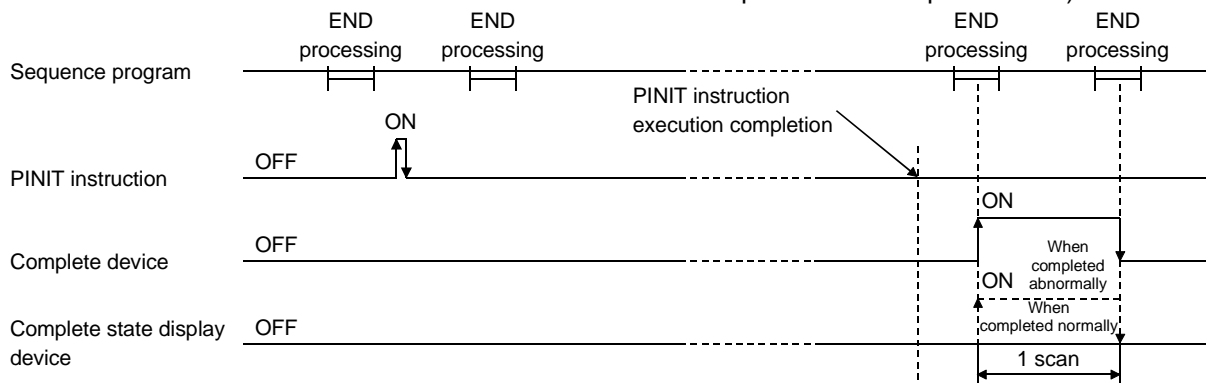 END
processing
END
processing
END
processing
END
processing
Sequence program
PINIT instruction
execution completion
ON
OFF
PINIT instruction
ON
OFF
Complete device
When
completed
abnormally
ON
When
completed normally
OFF
Complete state display
device
1 scan